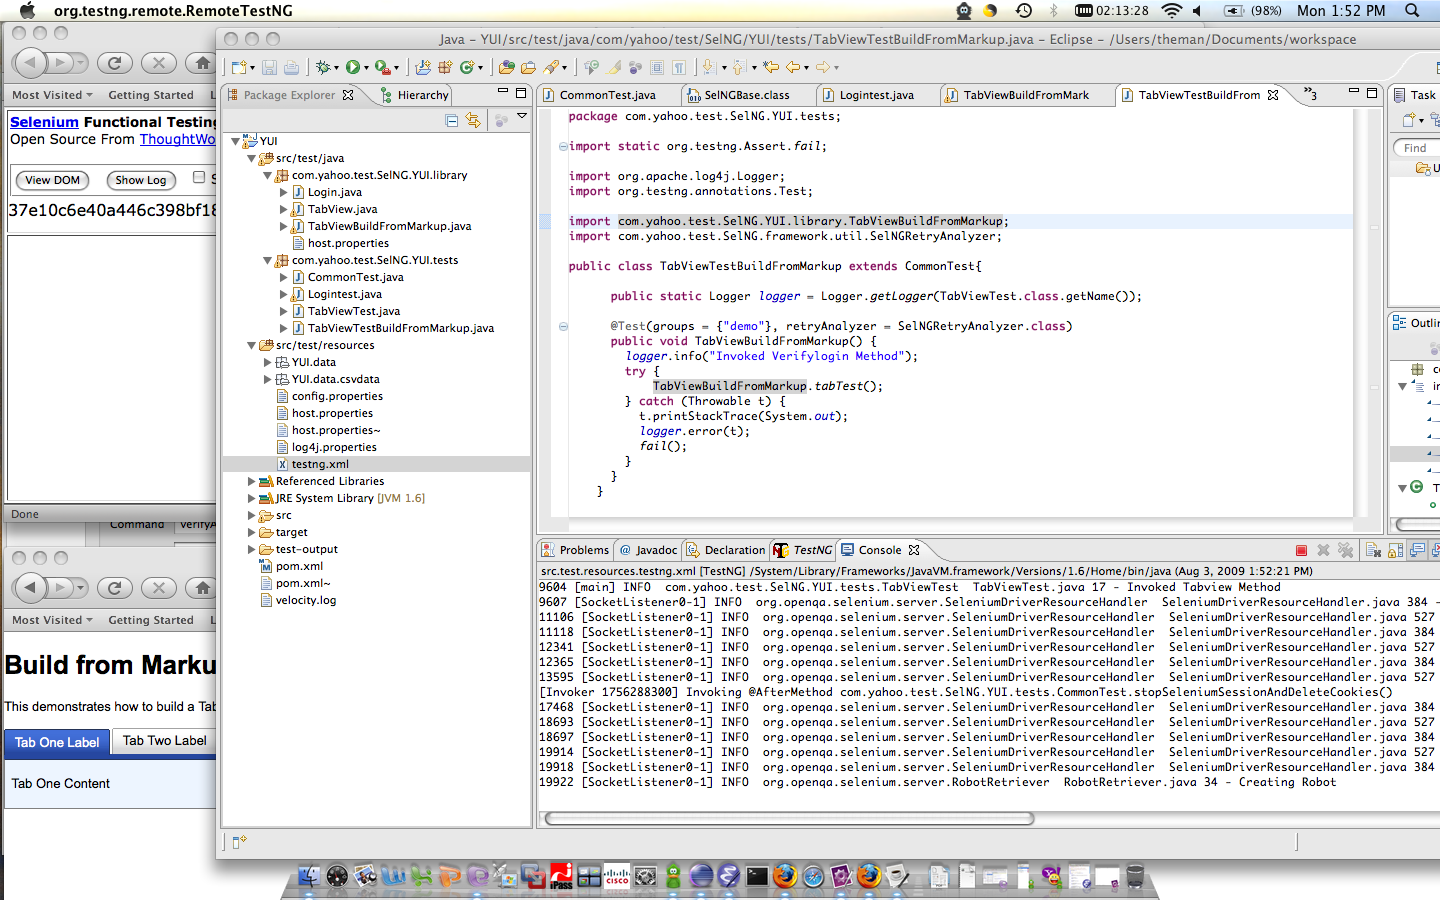 org.testng.remote.RemoteTestNG
02:13:28
(98%)
Mon 1:52 PM
Most Visited
Getting Started
Selenium Functional Testing
Open Source From ThoughtWo
View DOM
Show Log
37e10c6e40a446c398bf18
Done
Command
Most Visited
Getting Started
Build from Marku
This demonstrates how to build a Tab
Tab One Label
Tab Two Label
Tab One Content
Java – YUI/src/test/java/com/yahoo/test/SelNG/YUI/tests/TabViewTestBuildFromMarkup.java – Eclipse – /Users/theman/Documents/workspace
Package Explorer
Hierarchy
YUI
src/test/java
com.yahoo.test.SelNG.YUI.library
Login.java
TabView.java
TabViewBuildFromMarkup.java
host.properties
com.yahoo.test.SelNG.YUI.tests
CommonTest.java
Logintest.java
TabViewTest.java
TabViewTestBuildFromMarkup.java
src/test/resources
YUI.data
YUI.data.csvdata
config.properties
host.properties
host.properties~
log4j.properties
testng.xml
Referenced Libraries
JRE System Library [JVM 1.6]
src
target
test-output
pom.xml
pom.xml~
velocity.log
CommonTest.java
SelNGBase.class
Logintest.java
TabViewBuildFromMark
TabViewTestBuildFrom
»3
package com.yahoo.test.SelNG.YUI.tests;
import static org.testng.Assert.fail;
import org.apache.log4j.Logger;
import org.testng.annotations.Test;
import com.yahoo.test.SelNG.YUI.library.TabViewBuildFromMarkup;
import com.yahoo.test.SelNG.framework.util.SelNGRetryAnalyzer;
public class TabViewTestBuildFromMarkup extends CommonTest{
public static Logger logger = Logger.getLogger(TabViewTest.class.getName());
@Test(groups = {"demo"}, retryAnalyzer = SelNGRetryAnalyzer.class)
public void TabViewBuildFromMarkup() {
logger.info("Invoked Verifylogin Method");
try {
TabViewBuildFromMarkup.tabTest();
} catch (Throwable t) {
t.printStackTrace(System.out);
logger.error(t);
fail();
}
}
}
Task
Find
Outlin
Problems
@ Javadoc
Declaration
TestNG
Console
src.test.resources.testng.xml [TestNG] /System/Library/Frameworks/JavaVM.framework/Versions/1.6/Home/bin/java (Aug 3, 2009 1:52:21 PM)
9604 [main] INFO com.yahoo.test.SelNG.YUI.tests.TabViewTest TabViewTest.java 17 - Invoked Tabview Method
9607 [SocketListener0-1] INFO org.openqa.selenium.server.SeleniumDriverResourceHandler SeleniumDriverResourceHandler.java 384 -
11106 [SocketListener0-1] INFO org.openqa.selenium.server.SeleniumDriverResourceHandler SeleniumDriverResourceHandler.java 527
11118 [SocketListener0-1] INFO org.openqa.selenium.server.SeleniumDriverResourceHandler SeleniumDriverResourceHandler.java 384
12341 [SocketListener0-1] INFO org.openqa.selenium.server.SeleniumDriverResourceHandler SeleniumDriverResourceHandler.java 527
12365 [SocketListener0-1] INFO org.openqa.selenium.server.SeleniumDriverResourceHandler SeleniumDriverResourceHandler.java 384
13595 [SocketListener0-1] INFO org.openqa.selenium.server.SeleniumDriverResourceHandler SeleniumDriverResourceHandler.java 527
[Invoker 1756288300] Invoking @AfterMethod com.yahoo.test.SelNG.YUI.tests.CommonTest.stopSeleniumSessionAndDeleteCookies()
17468 [SocketListener0-1] INFO org.openqa.selenium.server.SeleniumDriverResourceHandler SeleniumDriverResourceHandler.java 384
18693 [SocketListener0-1] INFO org.openqa.selenium.server.SeleniumDriverResourceHandler SeleniumDriverResourceHandler.java 527
18697 [SocketListener0-1] INFO org.openqa.selenium.server.SeleniumDriverResourceHandler SeleniumDriverResourceHandler.java 384
19914 [SocketListener0-1] INFO org.openqa.selenium.server.SeleniumDriverResourceHandler SeleniumDriverResourceHandler.java 527
19918 [SocketListener0-1] INFO org.openqa.selenium.server.SeleniumDriverResourceHandler SeleniumDriverResourceHandler.java 384
19922 [SocketListener0-1] INFO org.openqa.selenium.server.RobotRetriever RobotRetriever.java 34 - Creating Robot
iPass
CISCO